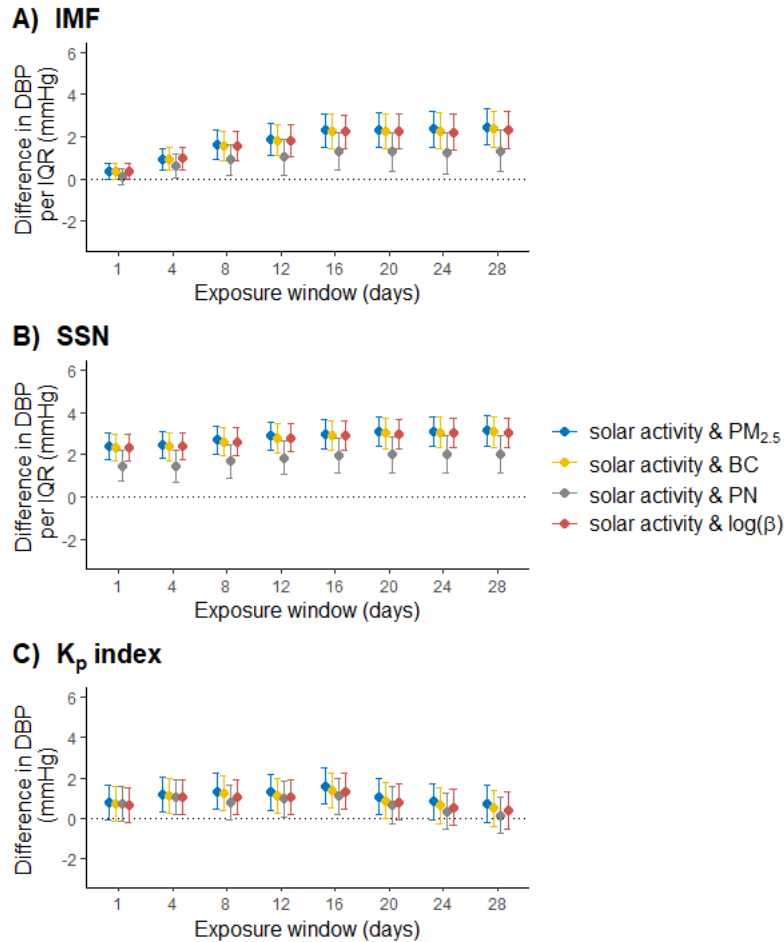 A) IMF
Difference in DBP
per IQR (mmHg)
6
4
2
0
-2
1 4 8 12 16 20 24 28
Exposure window (days)
B) SSN
Difference in DBP
per IQR (mmHg)
6
4
2
0
-2
1 4 8 12 16 20 24 28
Exposure window (days)
solar activity & PM2.5
solar activity & BC
solar activity & PN
solar activity & log(β)
C) Kp index
Difference in DBP
(mmHg)
6
4
2
0
-2
1 4 8 12 16 20 24 28
Exposure window (days)